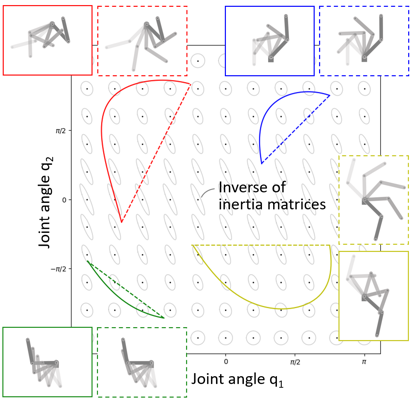 Joint angle q₂
π/2
0
−π/2
Inverse of
inertia matrices
0
π/2
π
Joint angle q₁